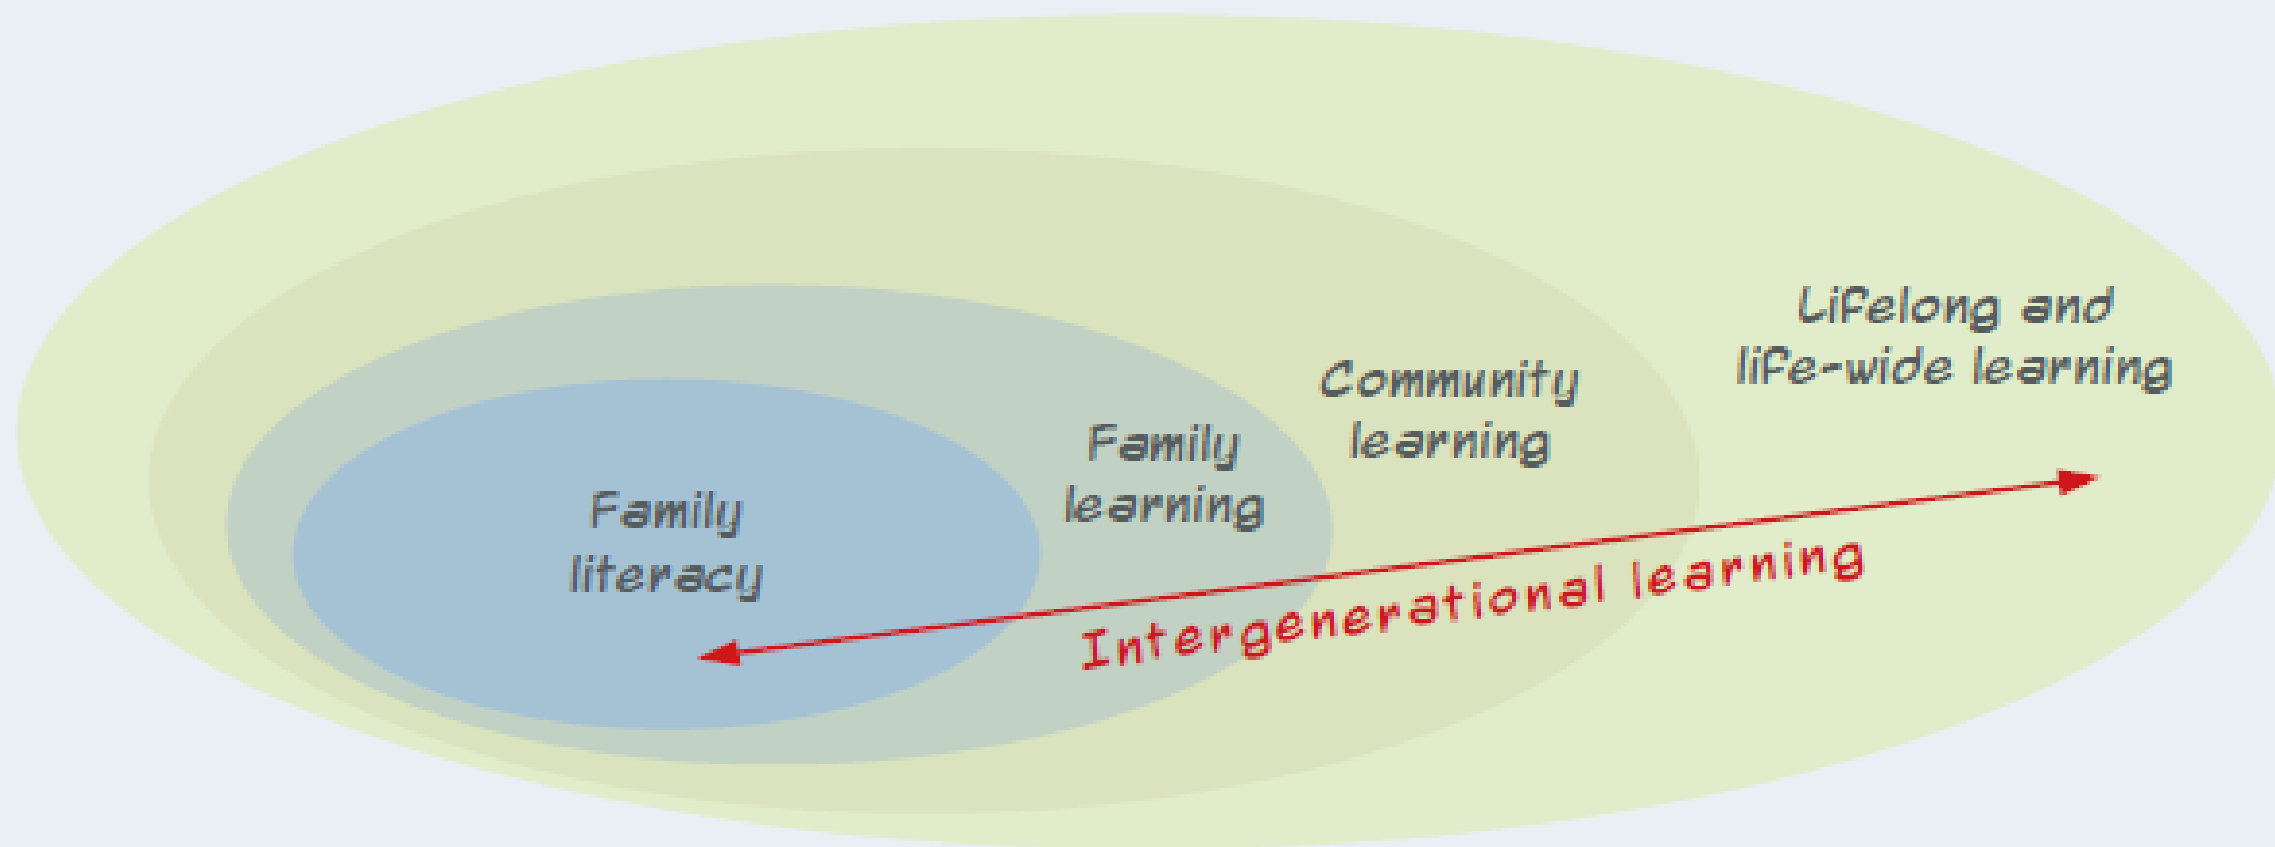 Lifelong and
life-wide learning
Community
learning
Family
learning
Family
literacy
Intergenerational learning